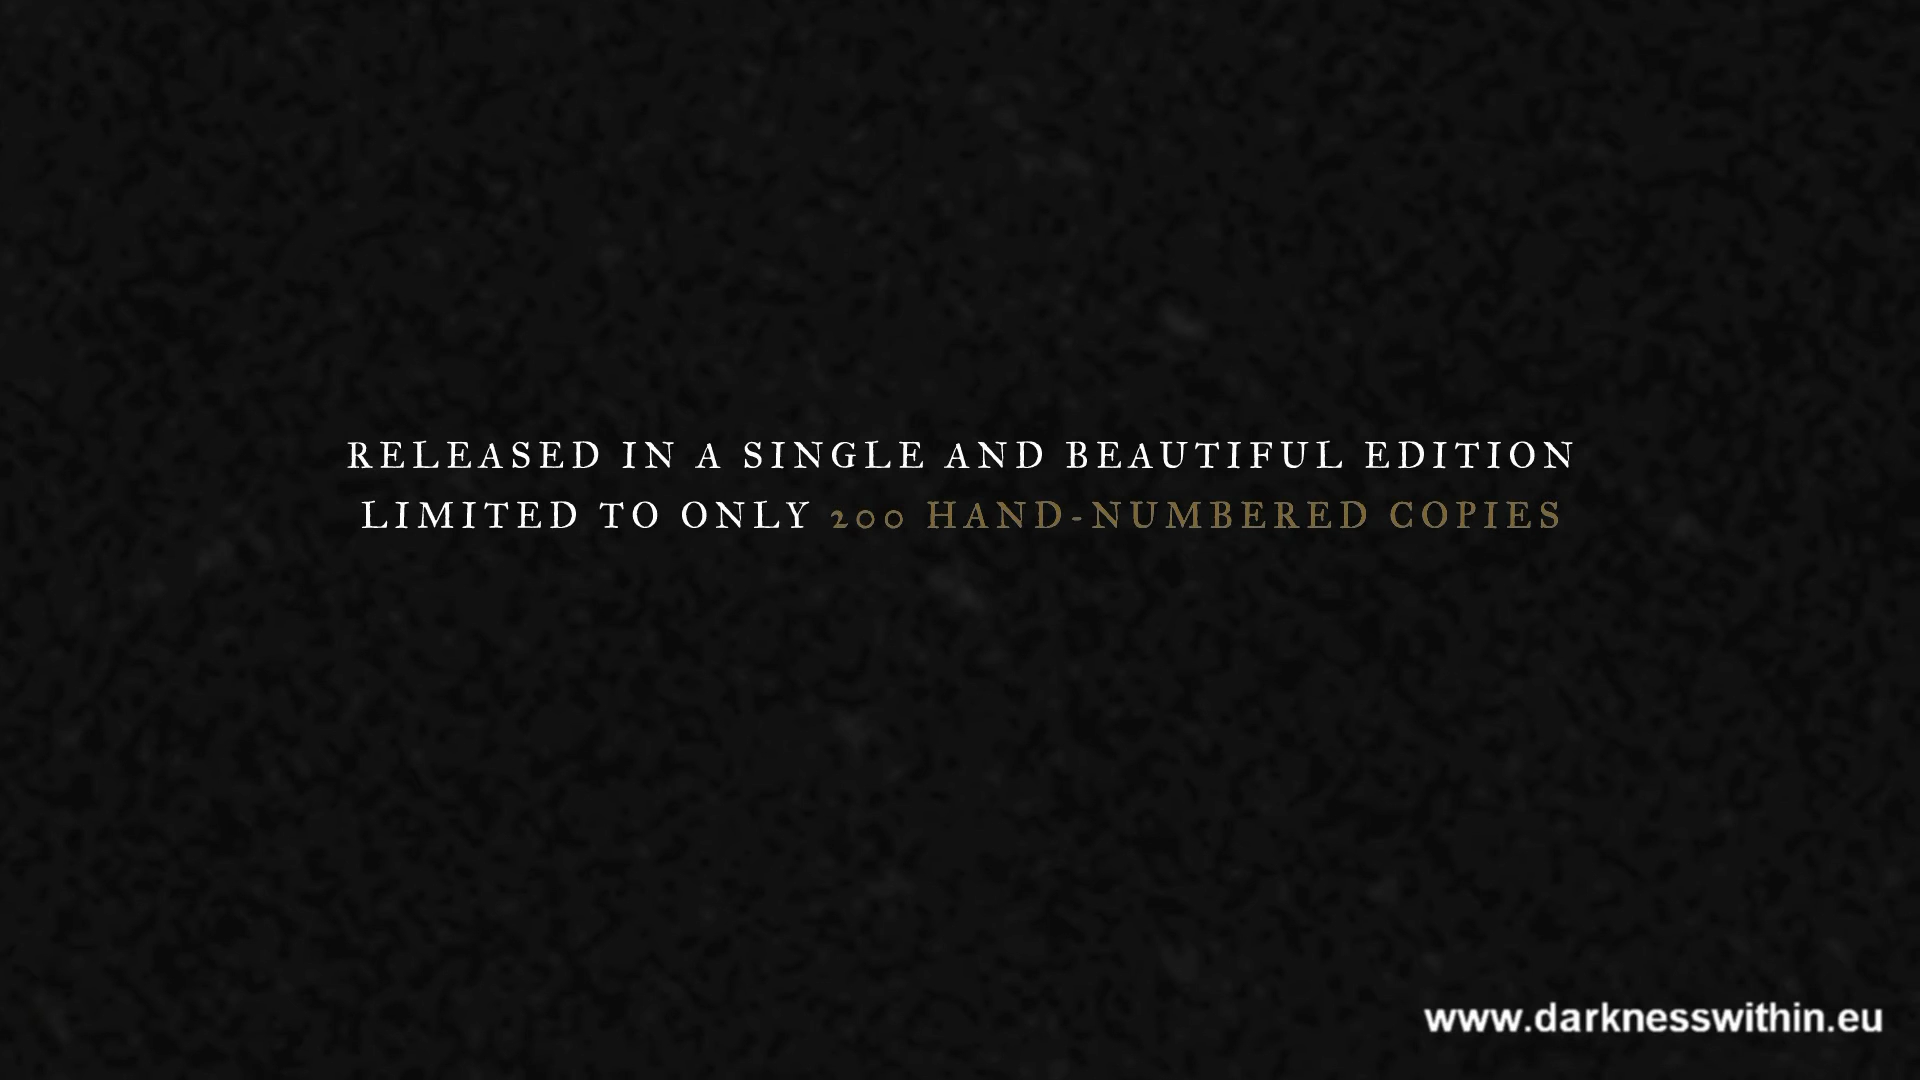 RELEASED IN A SINGLE AND BEAUTIFUL EDITION
LIMITED TO ONLY 200 HAND-NUMBERED COPIES
www.darknesswithin.eu